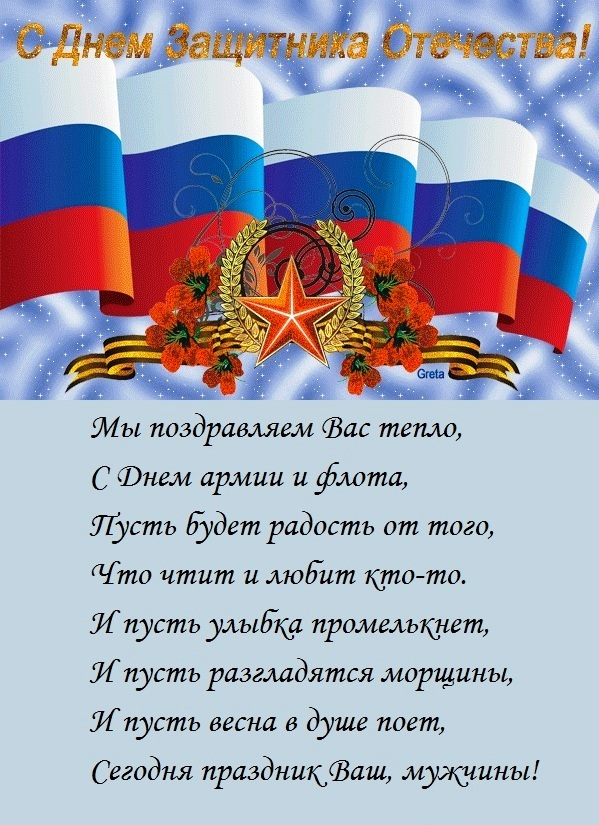 С Днем Защитника Отечества!
Greta
Мы поздравляем Вас тепло,
С Днем армии и флота,
Пусть будет радость от того,
Что чтит и любит кто-то.
И пусть улыбка промелькнет,
И пусть разгладятся морщины,
И пусть весна в душе поет,
Сегодня праздник Ваш, мужчины!